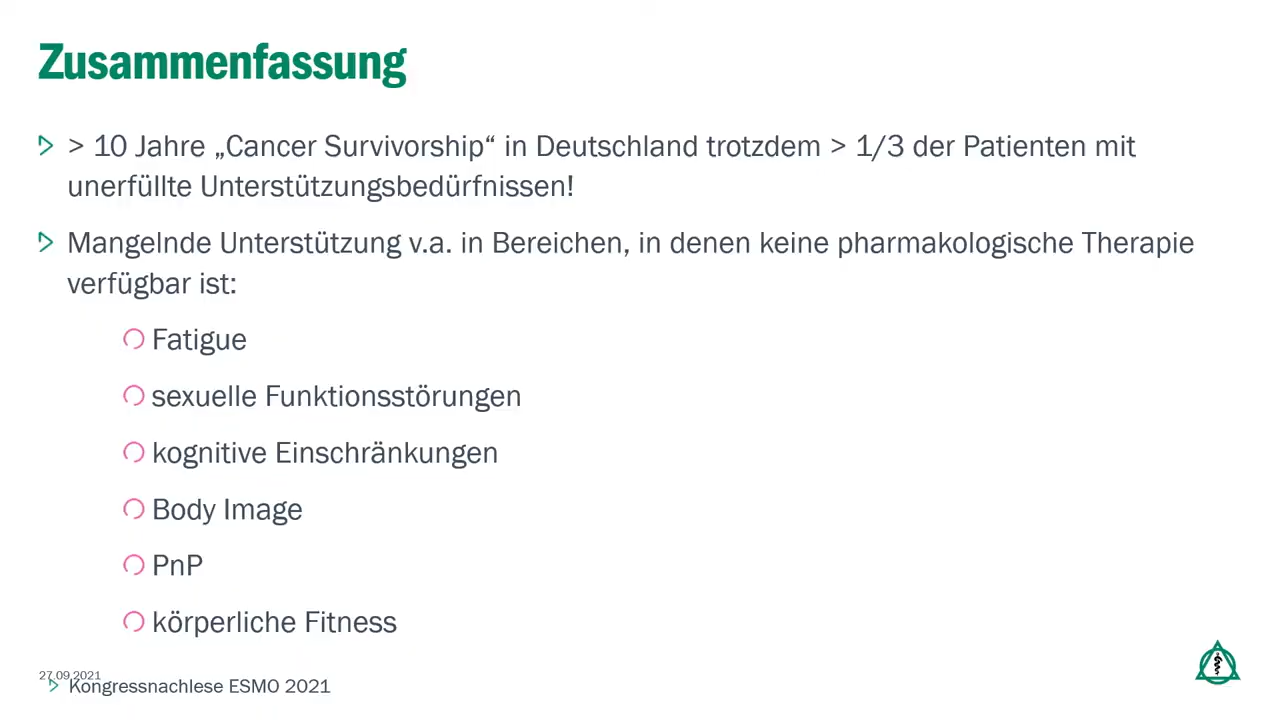 Zusammenfassung
> 10 Jahre „Cancer Survivorship“ in Deutschland trotzdem > 1/3 der Patienten mit
unerfüllte Unterstützungsbedürfnissen!
Mangelnde Unterstützung v.a. in Bereichen, in denen keine pharmakologische Therapie
verfügbar ist:
Fatigue
sexuelle Funktionsstörungen
kognitive Einschränkungen
Body Image
PnP
körperliche Fitness
27.09.2021
Kongressnachlese ESMO 2021